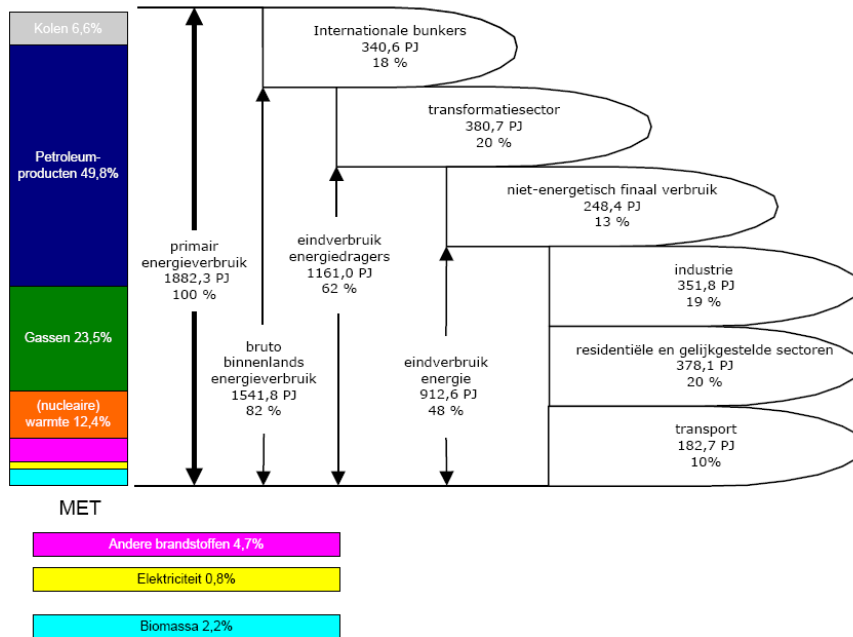 Kolen 6,6%
Petroleum-
producten 49,8%
Gassen 23,5%
(nucleaire)
warmte 12,4%
primair
energieverbruik
1882,3 PJ
100 %
bruto
binnenlands
energieverbruik
1541,8 PJ
82 %
eindverbruik
energiedragers
1161,0 PJ
62 %
eindverbruik
energie
912,6 PJ
48 %
Internationale bunkers
340,6 PJ
18 %
transformatiesector
380,7 PJ
20 %
niet-energetisch finaal verbruik
248,4 PJ
13 %
industrie
351,8 PJ
19 %
residentiële en gelijkgestelde sectoren
378,1 PJ
20 %
transport
182,7 PJ
10%
MET
Andere brandstoffen 4,7%
Elektriciteit 0,8%
Biomassa 2,2%